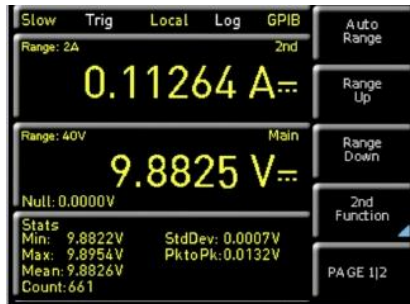 Slow Trig Local Log GPIB
Range: 2A 2nd
0.11264 A
Range: 40V Main
9.8825 V
Null: 0.0000V
Stats
Min: 9.8822V StdDev: 0.0007V
Max: 9.8954V PktoPk:0.0132V
Mean: 9.8826V
Count:661
Auto
Range
Range
Up
Range
Down
2nd
Function
PAGE 1|2